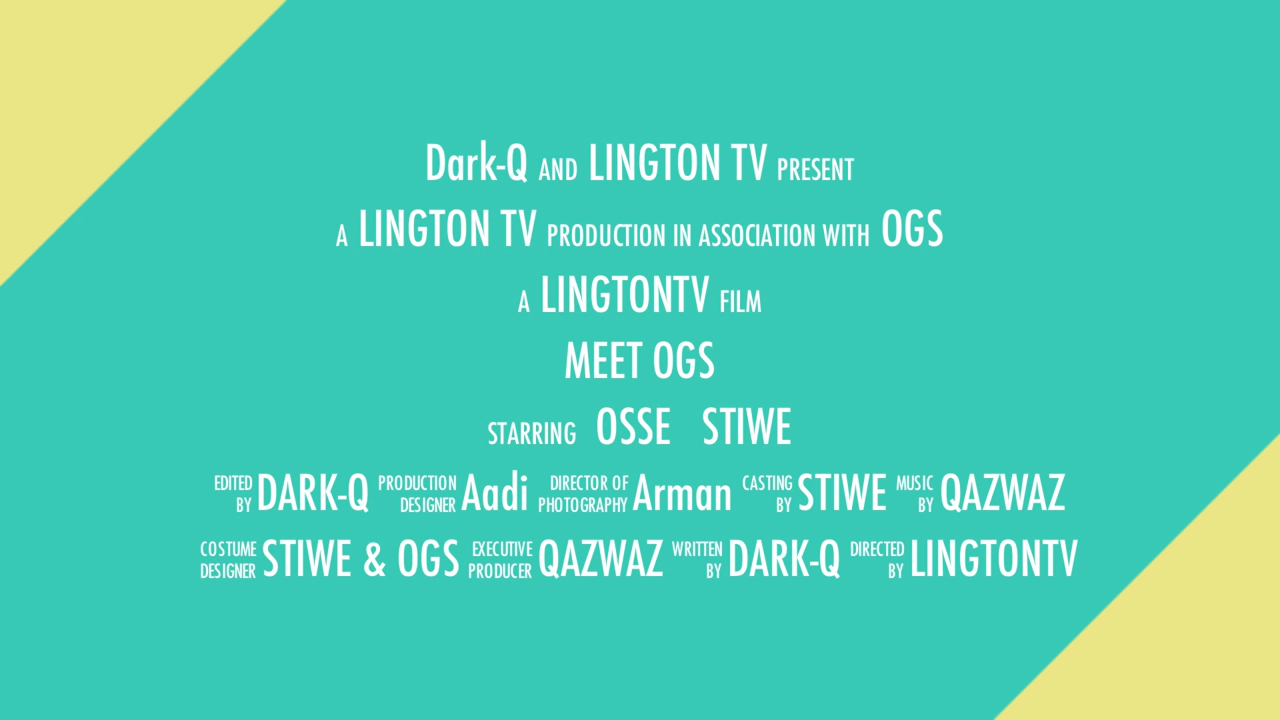 Dark-Q AND LINGTON TV PRESENT
A LINGTON TV PRODUCTION IN ASSOCIATION WITH OGS
A LINGTONTV FILM
MEET OGS
STARRING OSSE STIWE
EDITED BY DARK-Q PRODUCTION DESIGNER Aadi DIRECTOR OF PHOTOGRAPHY Arman CASTING BY STIWE MUSIC BY QAZWAZ
COSTUME DESIGNER STIWE & OGS EXECUTIVE PRODUCER QAZWAZ WRITTEN BY DARK-Q DIRECTED BY LINGTONTV